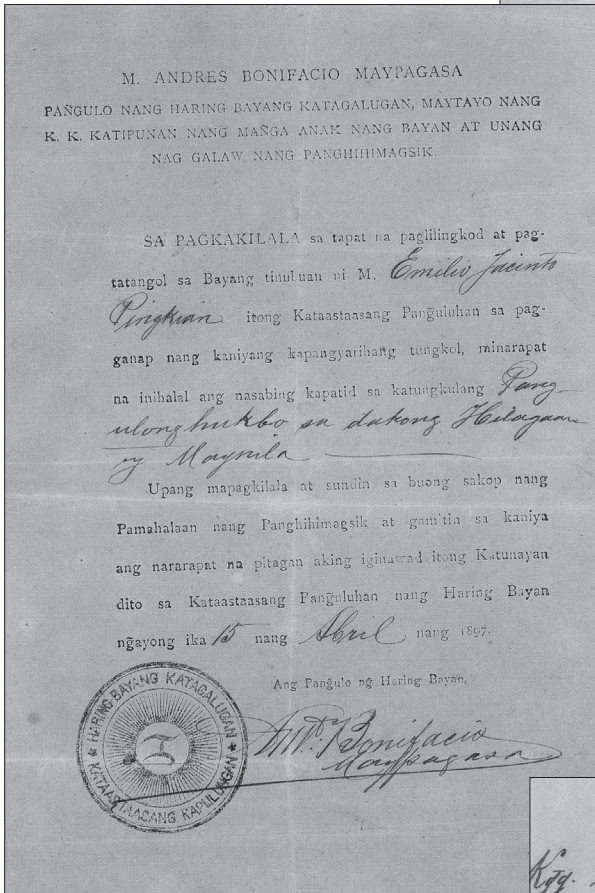 M. ANDRES BONIFACIO MAYPAGASA
PAÑGULO NANG HARING BAYANG KATAGALUGAN, MAYTAYO NANG
K. K. KATIPUNAN NANG MAÑGA ANAK NANG BAYAN AT UNANG
NAG GALAW NANG PANGHIHIMAGSIK.
SA PAGKAKILALA sa tapat na paglilingkod at pag-
tatangol sa Bayang tinuluan ni M. Emilio Jacinto
Pingkian itong Kataastaasang Pañguluhan sa pag-
ganap nang kaniyang kapangyarihang tungkol, minarapat
na inihalal ang nasabing kapatid sa katungkulang Pang-
ulong hukbo sa dakong Hilagaan
ng Maynila
Upang mapagkilala at sundin sa buong sakop nang
Pamahalaan nang Panghihimagsik at gamitin sa kaniya
ang nararapat na pitagan aking iginawad itong Katunayan
dito sa Kataastaasang Pañguluhan nang Haring Bayan
ngayong ika 15 nang Abril nang 1897.
Ang Pañgulo ng̃ Haring Bayan,
HARING-BAYANG KATAGALUGAN
KATAASTAASANG KAPULUNGAN
And. Bonifacio
Maypagasa
Kgg.